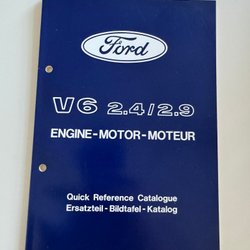 Ford
V6 2.4/2.9
ENGINE-MOTOR-MOTEUR
Quick Reference Catalogue
Ersatzteil-Bildtafel-Katalog